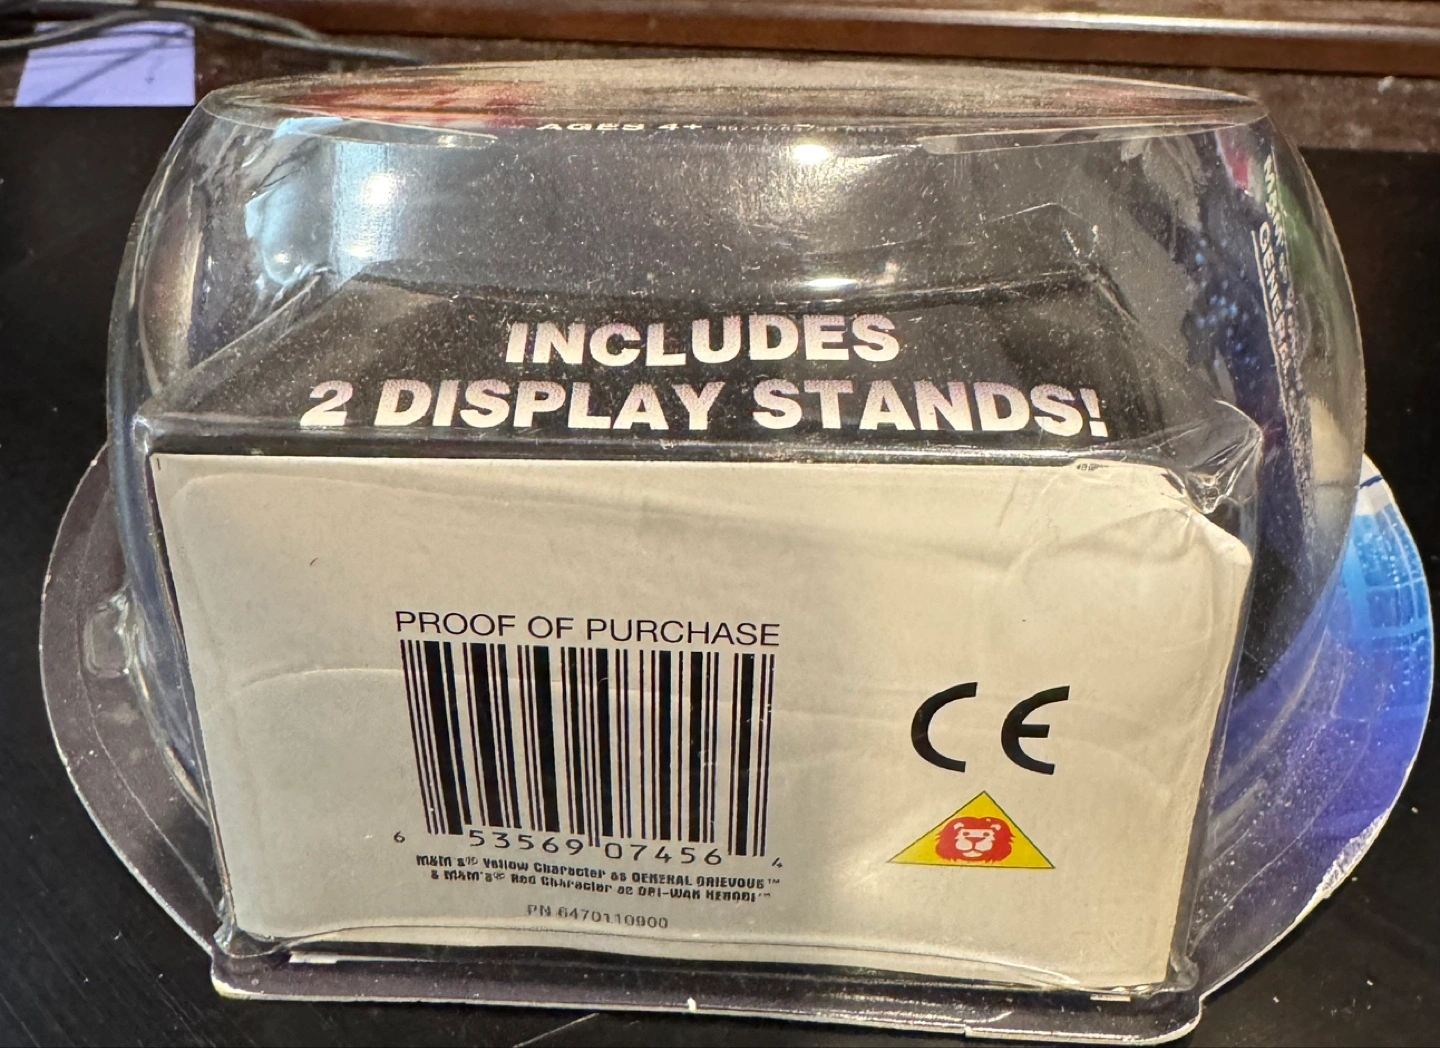 AGES 4+
INCLUDES
2 DISPLAY STANDS!
PROOF OF PURCHASE
6 53569 07456 4
M&M's® Yellow Character as GENERAL GRIEVOUS™
& M&M's® Red Character as OBI-WAN KENOBI™
PN 6470110900
CE